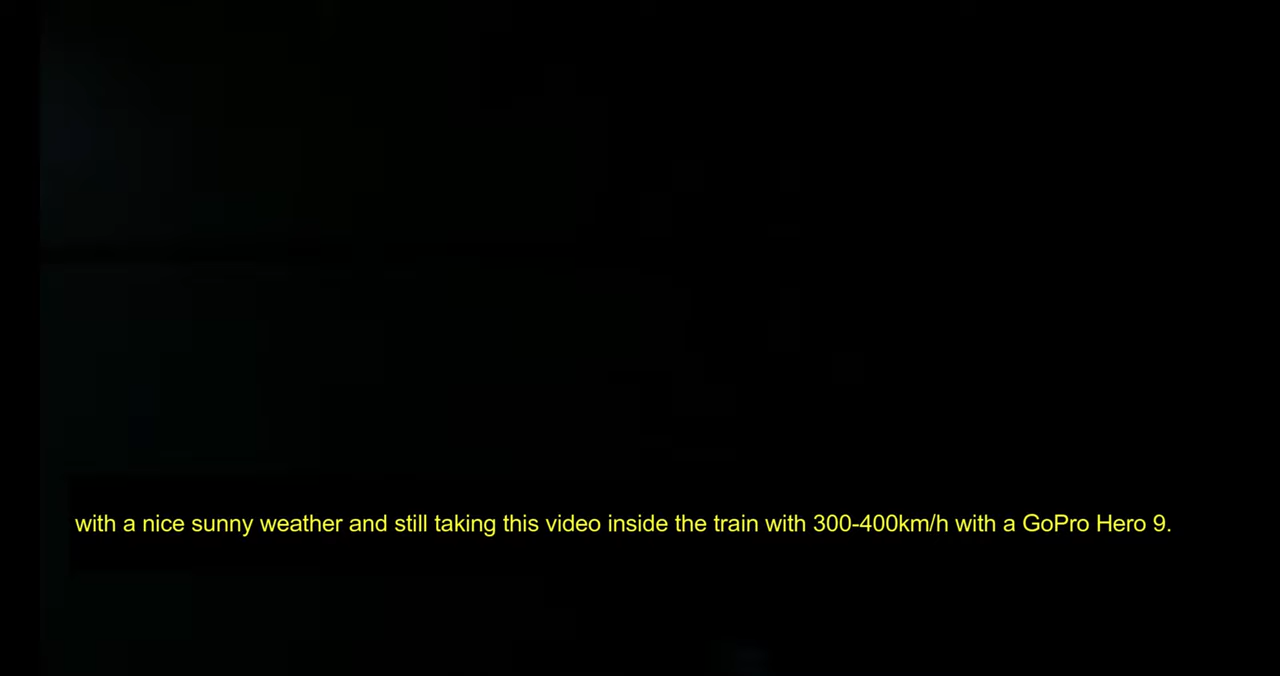 with a nice sunny weather and still taking this video inside the train with 300-400km/h with a GoPro Hero 9.